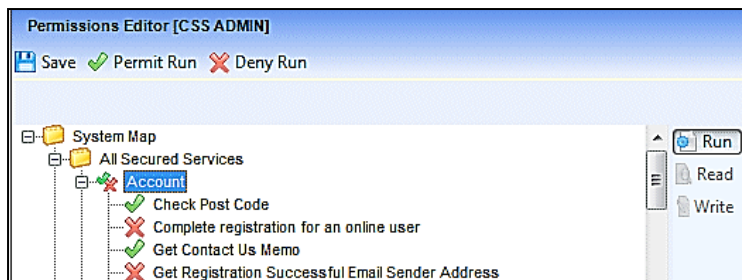 Permissions Editor [CSS ADMIN]
Save Permit Run Deny Run
System Map
All Secured Services
Account
Check Post Code
Complete registration for an online user
Get Contact Us Memo
Get Registration Successful Email Sender Address
Run
Read
Write